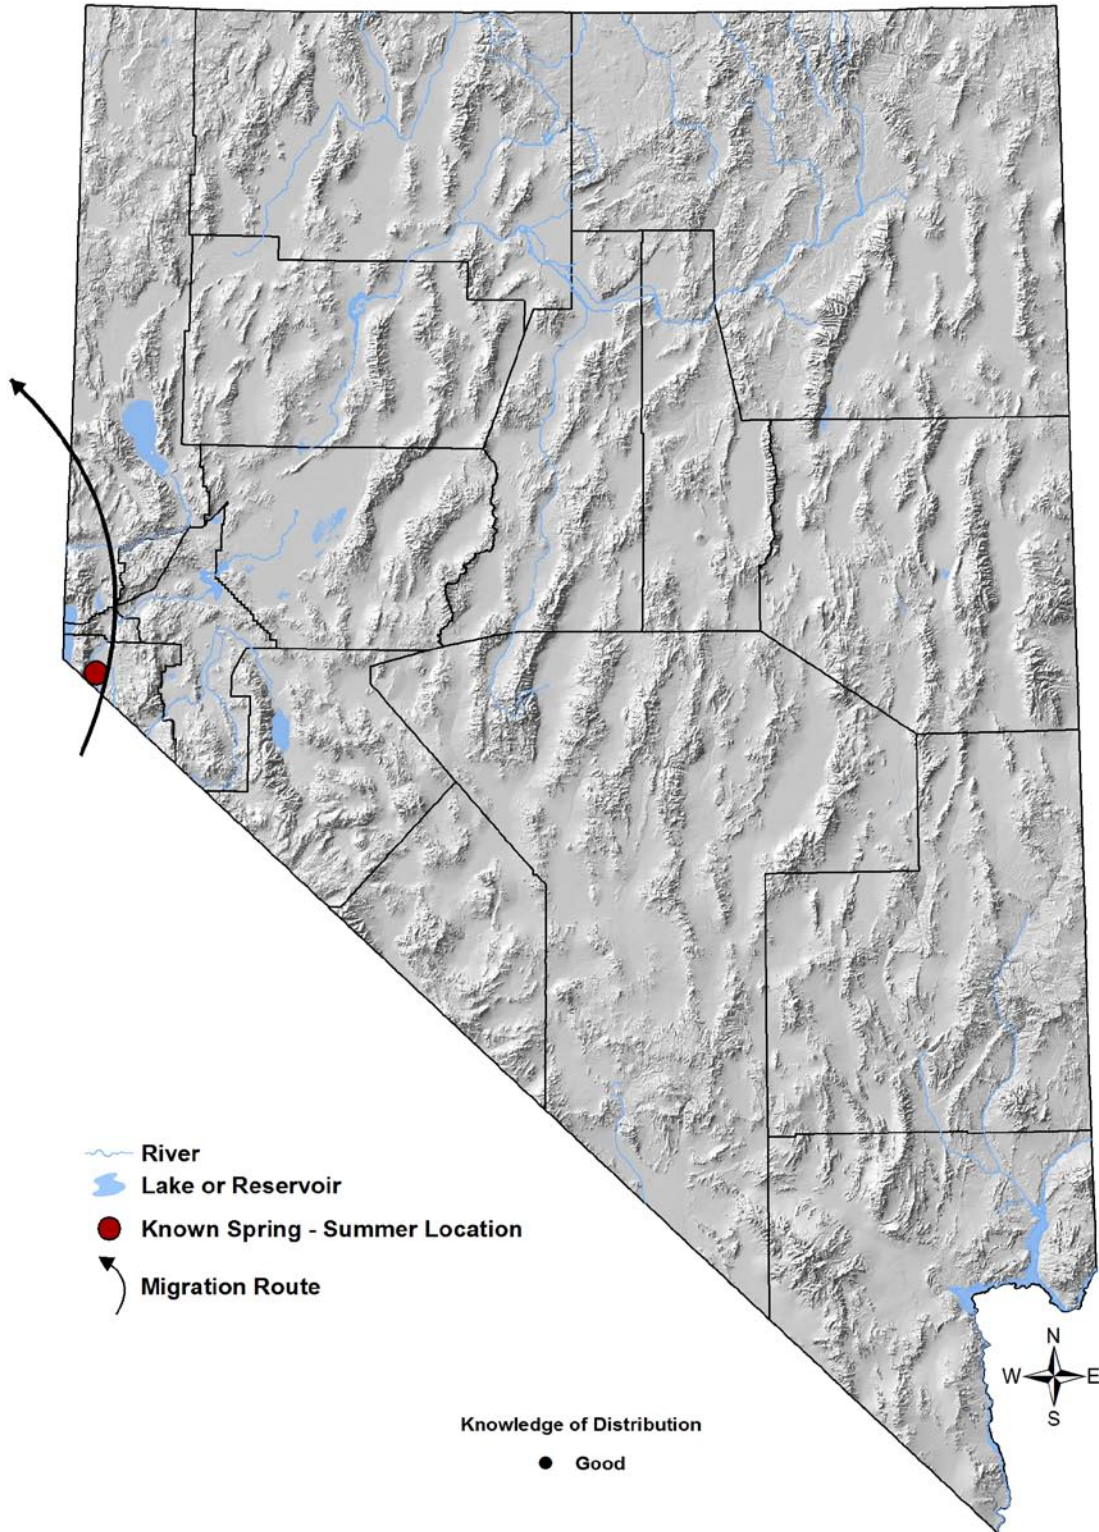 River
Lake or Reservoir
Known Spring - Summer Location
Migration Route
N
W E
S
Knowledge of Distribution
Good